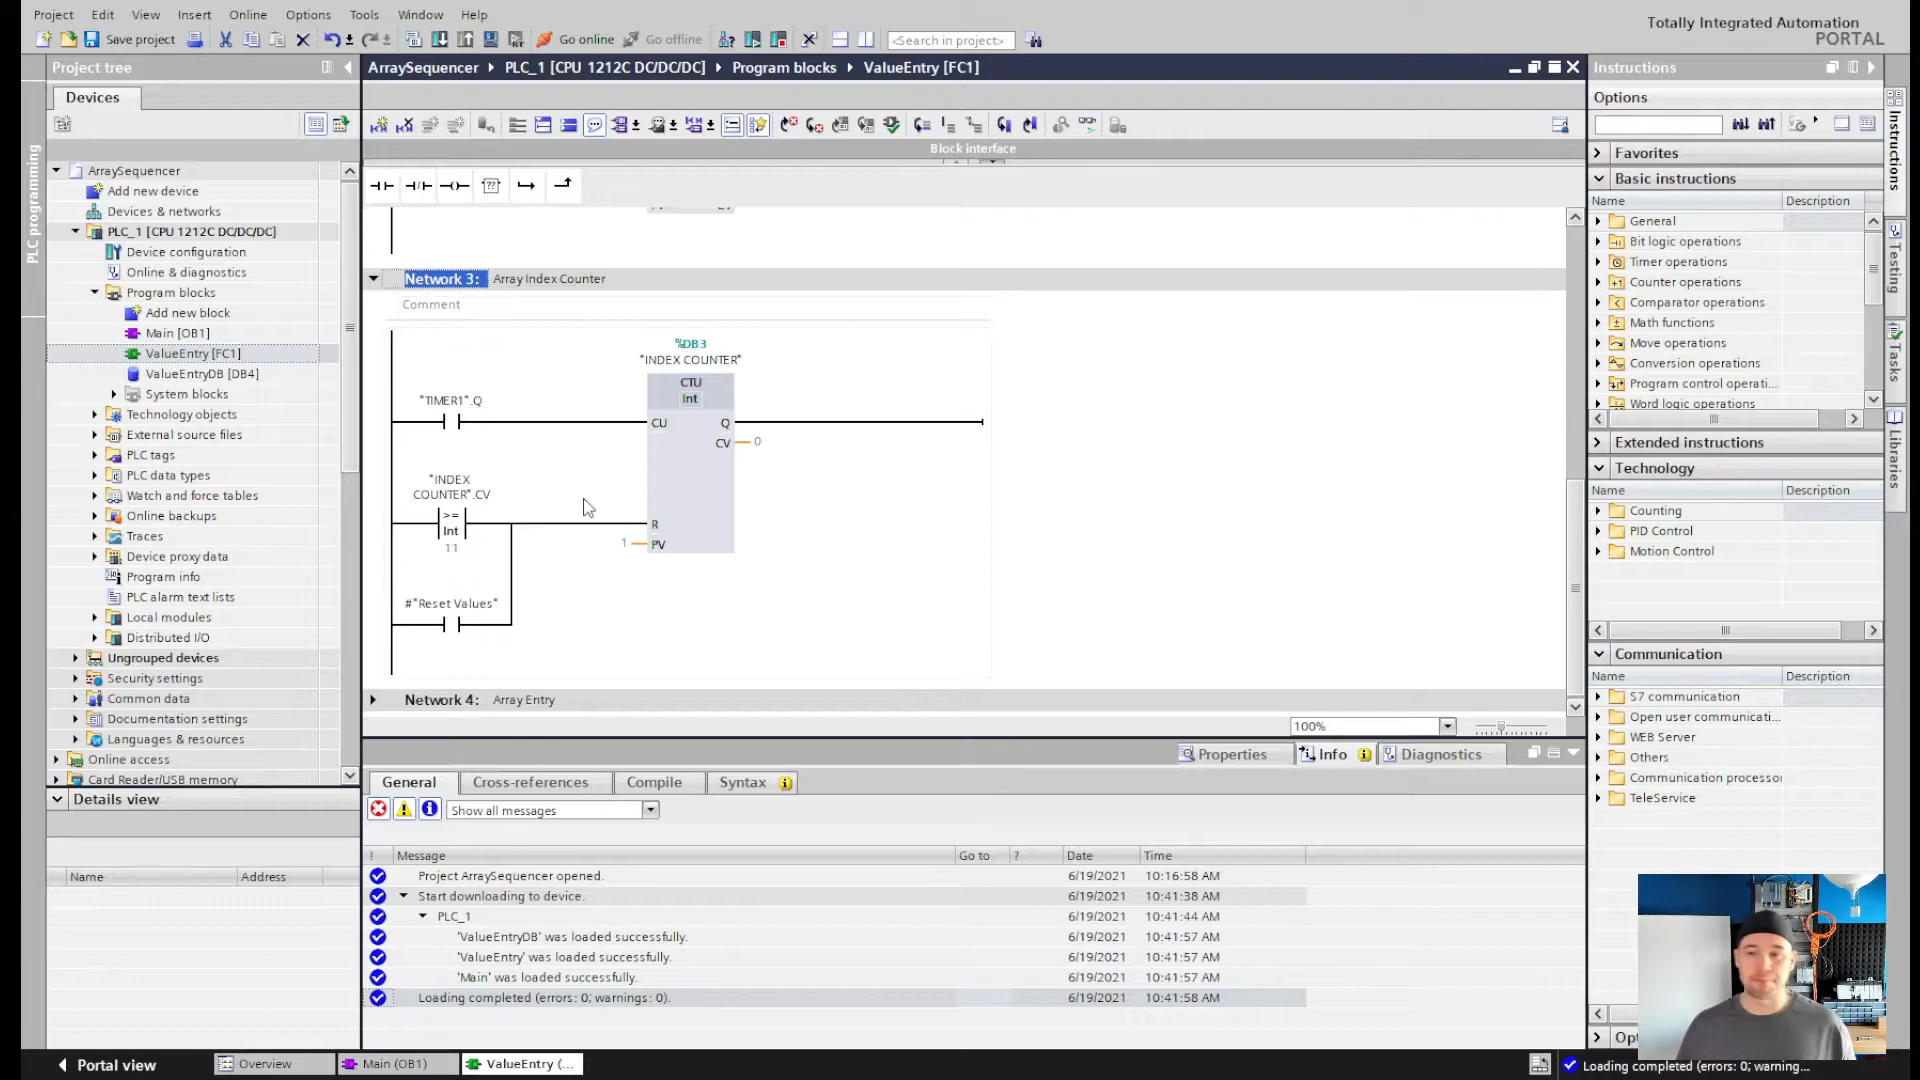 Project Edit View Insert Online Options Tools Window Help
Totally Integrated Automation
PORTAL
Save project
Go online
Go offline
<Search in project>
Project tree
ArraySequencer PLC_1 [CPU 1212C DC/DC/DC] Program blocks ValueEntry [FC1]
Instructions
Devices
Options
PLC programming
Block interface
ArraySequencer
Add new device
Devices & networks
PLC_1 [CPU 1212C DC/DC/DC]
Device configuration
Online & diagnostics
Program blocks
Add new block
Main [OB1]
ValueEntry [FC1]
ValueEntryDB [DB4]
System blocks
Technology objects
External source files
PLC tags
PLC data types
Watch and force tables
Online backups
Traces
Device proxy data
Program info
PLC alarm text lists
Local modules
Distributed I/O
Ungrouped devices
Security settings
Common data
Documentation settings
Languages & resources
Online access
Card Reader/USB memory
Details view
Name Address
??
Network 3: Array Index Counter
Comment
%DB3
"INDEX COUNTER"
CTU
Int
"TIMER1".Q
CU Q
CV 0
"INDEX
COUNTER".CV
>=
Int
11
R
1 PV
#"Reset Values"
Network 4: Array Entry
100%
Properties
Info
Diagnostics
General Cross-references Compile Syntax
Show all messages
! Message Go to ? Date Time
Project ArraySequencer opened. 6/19/2021 10:16:58 AM
Start downloading to device. 6/19/2021 10:41:38 AM
PLC_1 6/19/2021 10:41:44 AM
'ValueEntryDB' was loaded successfully. 6/19/2021 10:41:57 AM
'ValueEntry' was loaded successfully. 6/19/2021 10:41:57 AM
'Main' was loaded successfully. 6/19/2021 10:41:57 AM
Loading completed (errors: 0; warnings: 0). 6/19/2021 10:41:58 AM
Favorites
Basic instructions
Name Description
General
Bit logic operations
Timer operations
Counter operations
Comparator operations
Math functions
Move operations
Conversion operations
Program control operati...
Word logic operations
Extended instructions
Technology
Name Description
Counting
PID Control
Motion Control
Communication
Name Description
S7 communication
Open user communicati...
WEB Server
Others
Communication processor
TeleService
Instructions
Testing
Tasks
Libraries
Portal view
Overview
Main (OB1)
ValueEntry (...
Loading completed (errors: 0; warning...